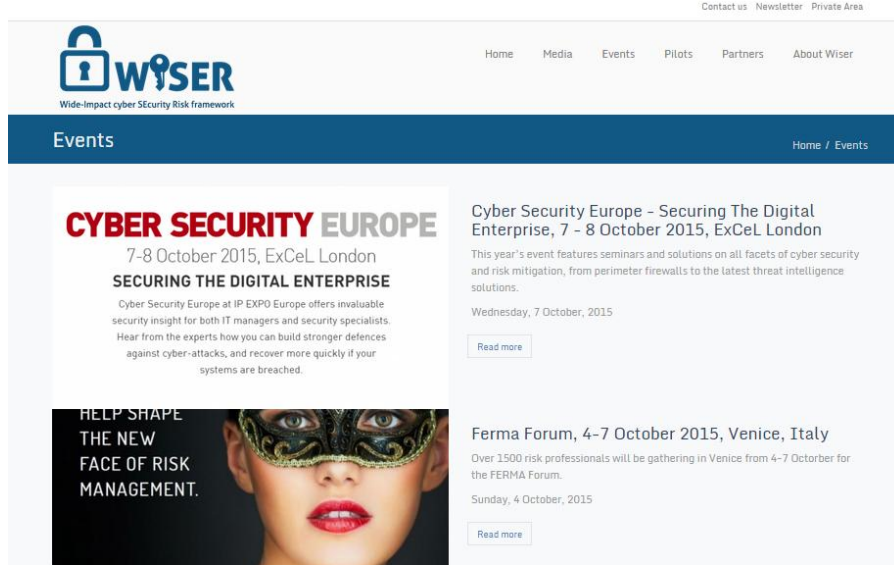 Contact us Newsletter Private Area
WISER
Wide-Impact cyber SEcurity Risk framework
Home Media Events Pilots Partners About Wiser
Events
Home / Events
CYBER SECURITY EUROPE
7-8 October 2015, ExCeL London
SECURING THE DIGITAL ENTERPRISE
Cyber Security Europe at IP EXPO Europe offers invaluable
security insight for both IT managers and security specialists.
Hear from the experts how you can build stronger defences
against cyber-attacks, and recover more quickly if your
systems are breached.
Cyber Security Europe - Securing The Digital
Enterprise, 7 - 8 October 2015, ExCeL London
This year's event features seminars and solutions on all facets of cyber security
and risk mitigation, from perimeter firewalls to the latest threat intelligence
solutions.
Wednesday, 7 October, 2015
Read more
HELP SHAPE
THE NEW
FACE OF RISK
MANAGEMENT.
Ferma Forum, 4-7 October 2015, Venice, Italy
Over 1500 risk professionals will be gathering in Venice from 4-7 Octorber for
the FERMA Forum.
Sunday, 4 October, 2015
Read more